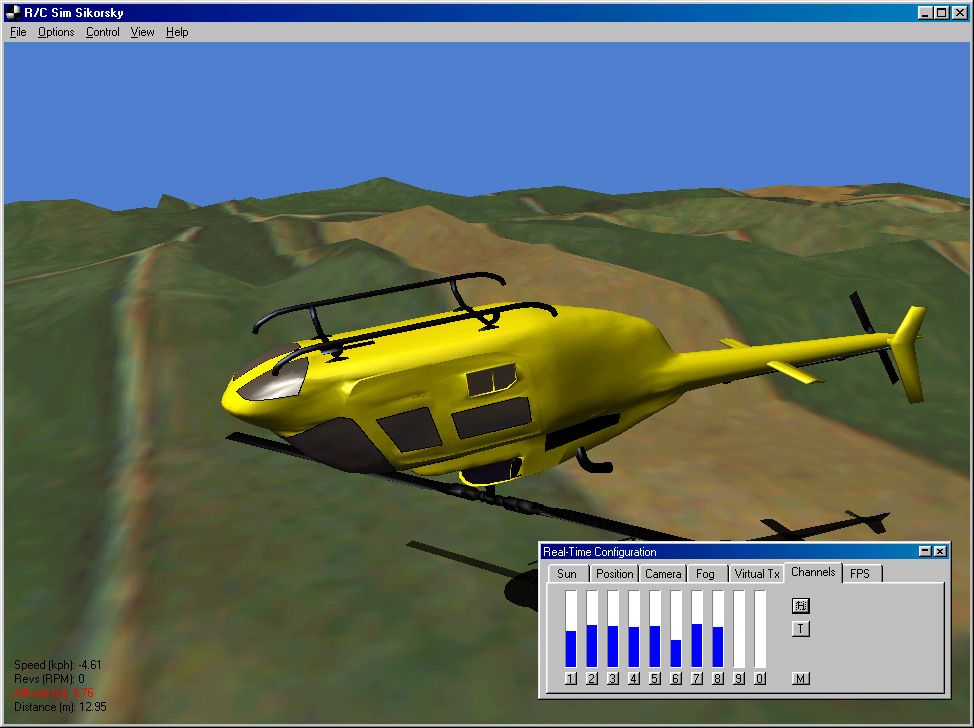 R/C Sim Sikorsky
File Options Control View Help
Real-Time Configuration
Sun Position Camera Fog Virtual Tx Channels FPS
T
1 2 3 4 5 6 7 8 9 0 M
Speed (kph): -4.61
Revs (RPM): 0
Altitude (m): 4.76
Distance (m): 12.95